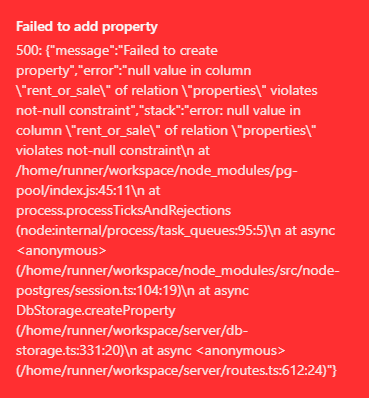 Failed to add property
500: {"message":"Failed to create
property","error":"null value in column
\"rent_or_sale\" of relation \"properties\" violates
not-null constraint","stack":"error: null value in
column \"rent_or_sale\" of relation \"properties\"
violates not-null constraint\n at
/home/runner/workspace/node_modules/pg-
pool/index.js:45:11\n at
process.processTicksAndRejections
(node:internal/process/task_queues:95:5)\n at async
<anonymous>
(/home/runner/workspace/node_modules/src/node-
postgres/session.ts:104:19)\n at async
DbStorage.createProperty
(/home/runner/workspace/server/db-
storage.ts:331:20)\n at async <anonymous>
(/home/runner/workspace/server/routes.ts:612:24)"}